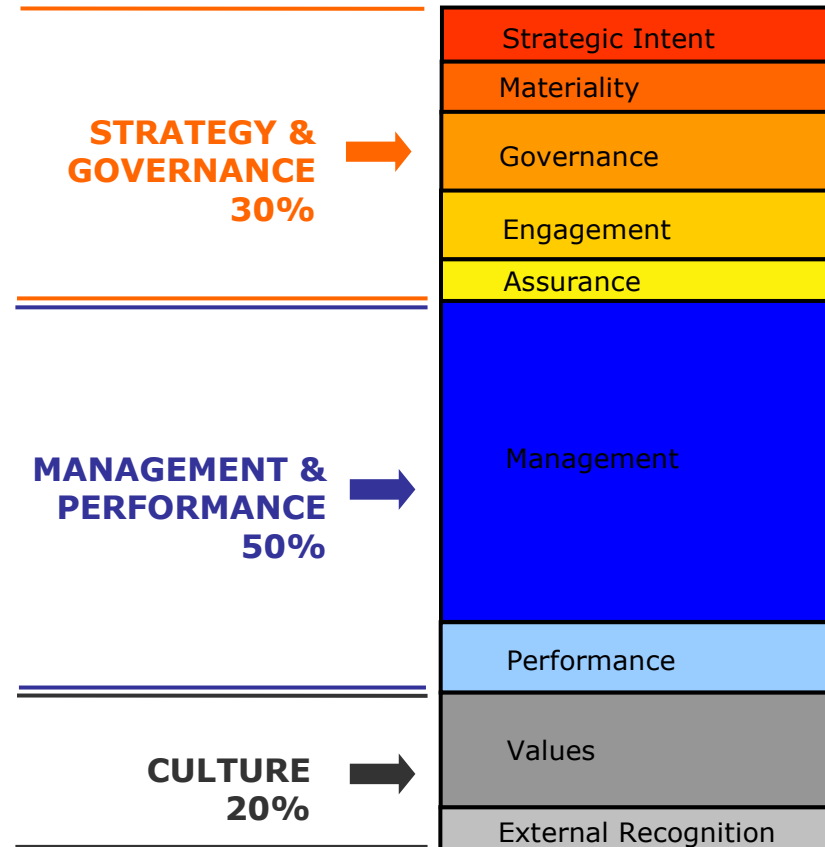 Strategic Intent
Materiality
STRATEGY &
GOVERNANCE
30%
Governance
Engagement
Assurance
MANAGEMENT &
PERFORMANCE
50%
Management
Performance
CULTURE
20%
Values
External Recognition